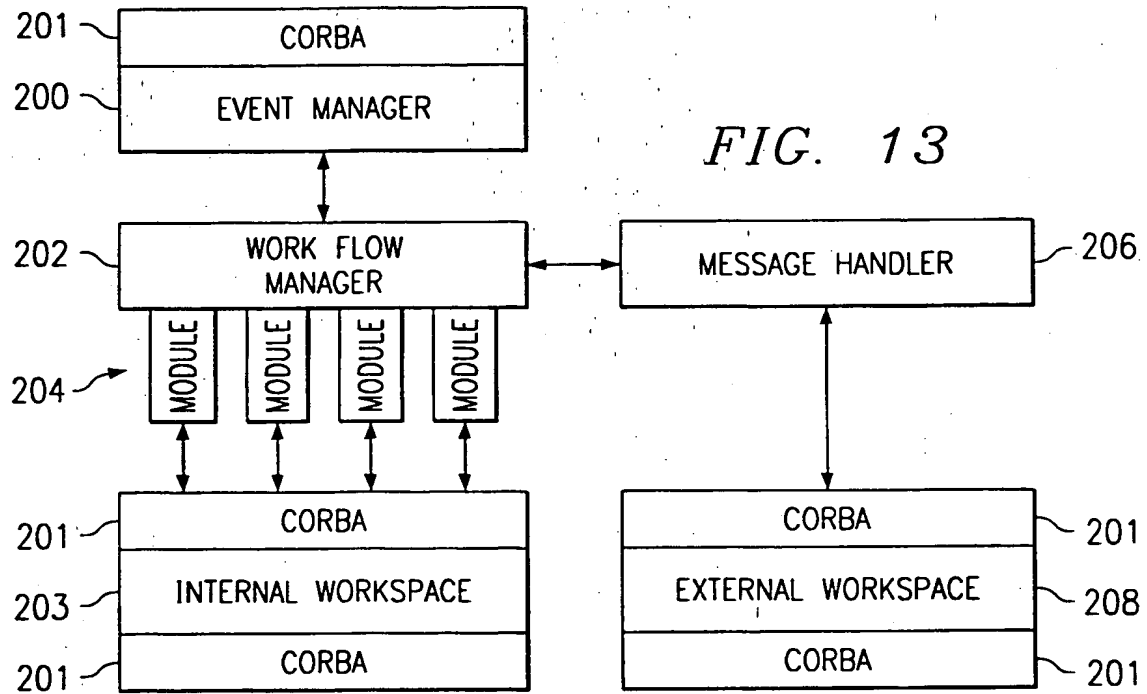 201
CORBA
200
EVENT MANAGER
FIG. 13
202
WORK FLOW
MANAGER
MESSAGE HANDLER
206
204
MODULE
MODULE
MODULE
MODULE
201
CORBA
CORBA
201
203
INTERNAL WORKSPACE
EXTERNAL WORKSPACE
208
201
CORBA
CORBA
201